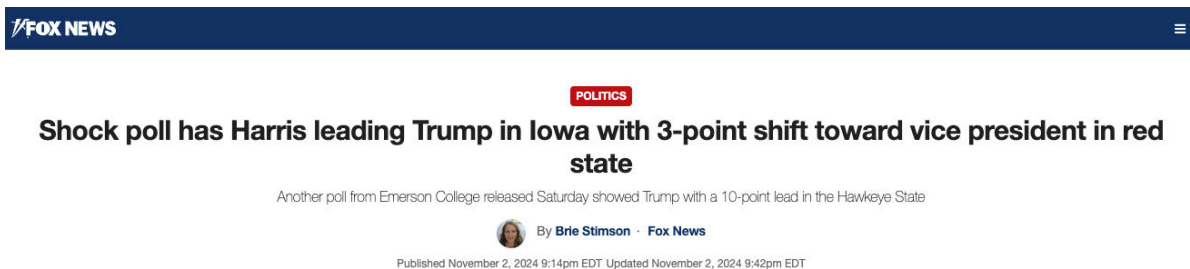 FOX NEWS
POLITICS
Shock poll has Harris leading Trump in Iowa with 3-point shift toward vice president in red
state
Another poll from Emerson College released Saturday showed Trump with a 10-point lead in the Hawkeye State
By Brie Stimson · Fox News
Published November 2, 2024 9:14pm EDT Updated November 2, 2024 9:42pm EDT